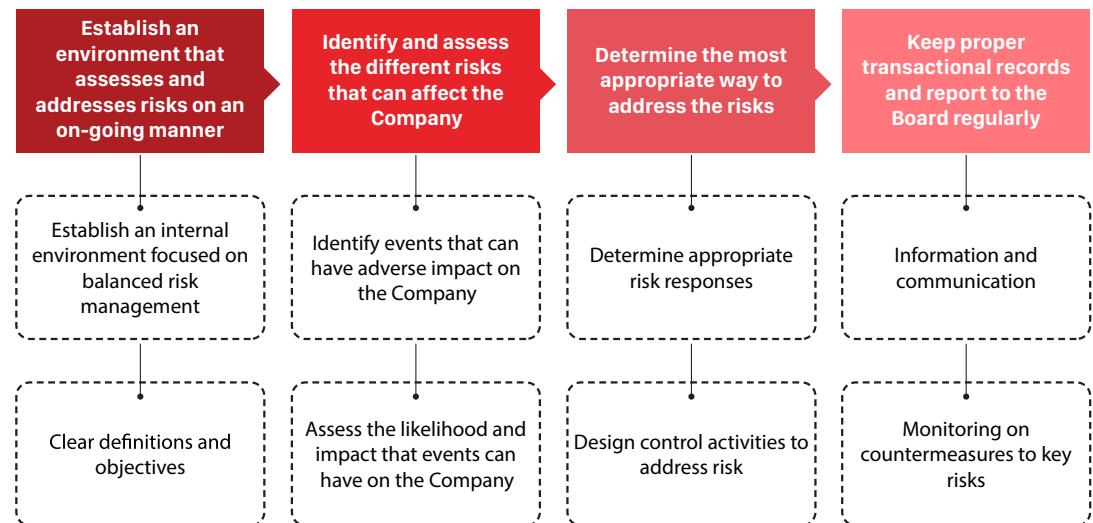 Establish an
environment that
assesses and
addresses risks on an
on-going manner
Identify and assess
the different risks
that can affect the
Company
Determine the most
appropriate way to
address the risks
Keep proper
transactional records
and report to the
Board regularly
Establish an internal
environment focused on
balanced risk
management
Identify events that can
have adverse impact on
the Company
Determine appropriate
risk responses
Information and
communication
Clear definitions and
objectives
Assess the likelihood and
impact that events can
have on the Company
Design control activities to
address risk
Monitoring on
countermeasures to key
risks